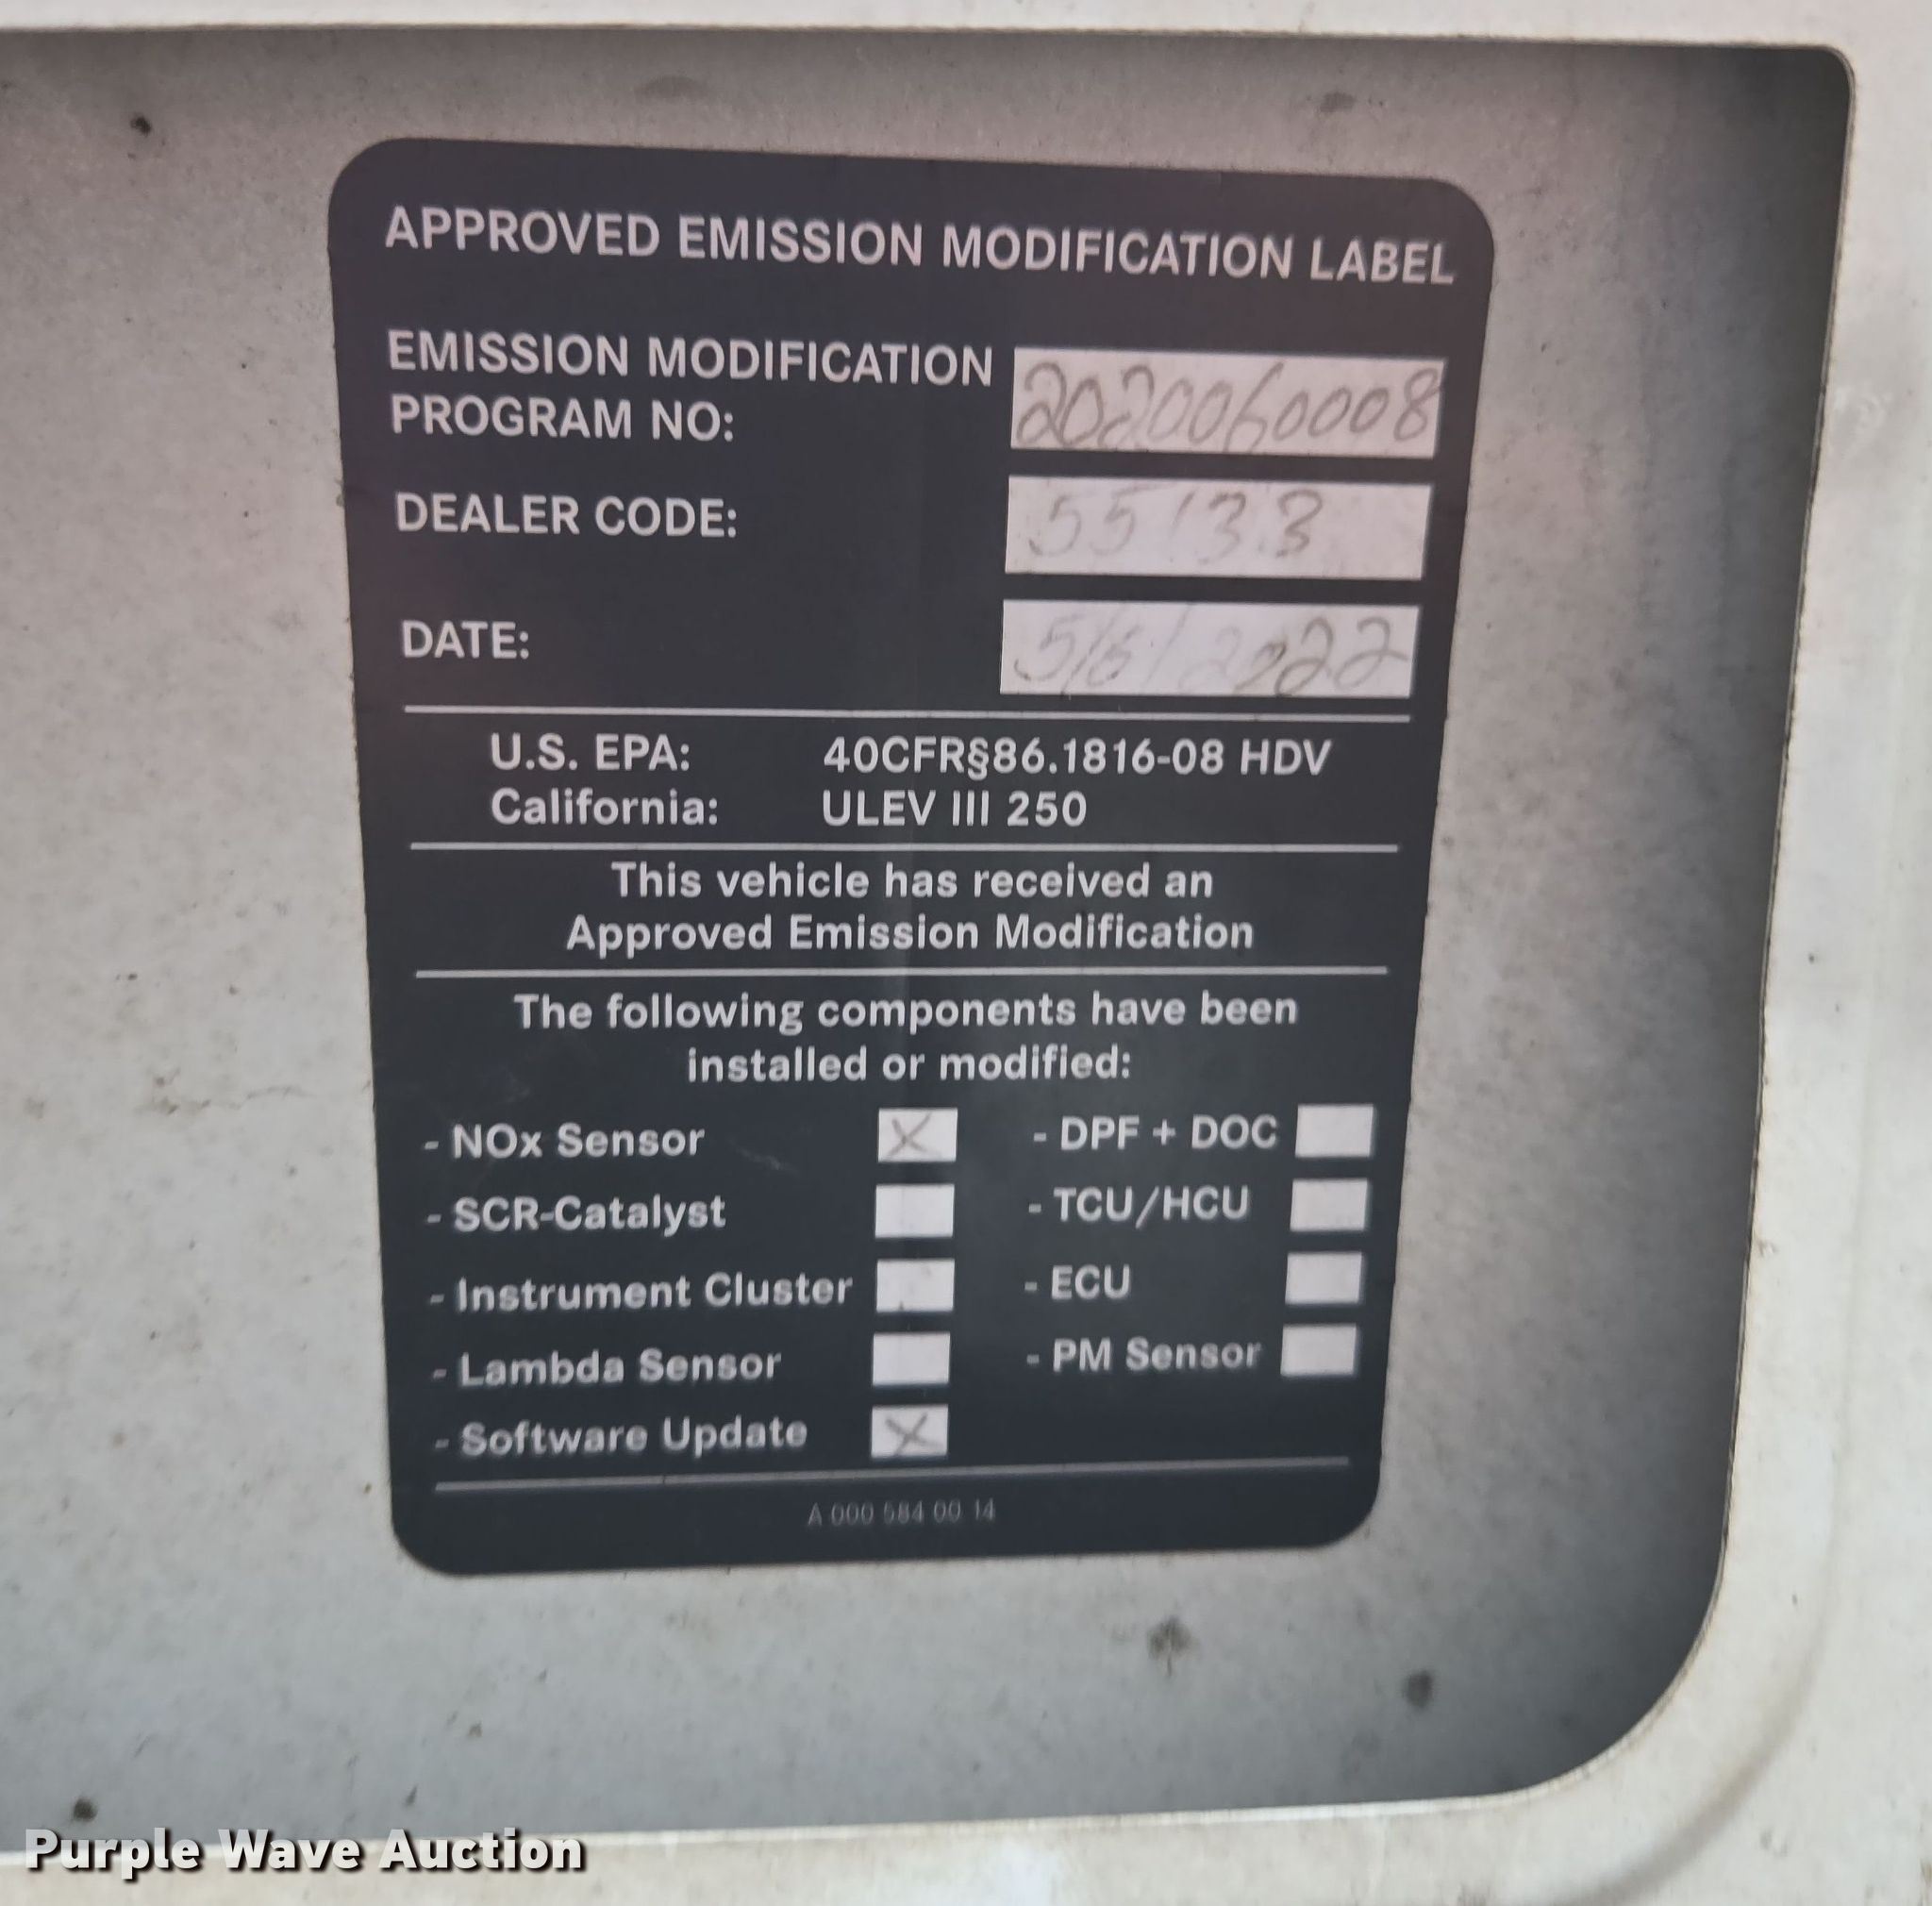 APPROVED EMISSION MODIFICATION LABEL
EMISSION MODIFICATION
PROGRAM NO: 2020060008
DEALER CODE: 55133
DATE: 5/6/2022
U.S. EPA: 40CFR§86.1816-08 HDV
California: ULEV III 250
This vehicle has received an
Approved Emission Modification
The following components have been
installed or modified:
- NOx Sensor X - DPF + DOC
- SCR-Catalyst - TCU/HCU
- Instrument Cluster - ECU
- Lambda Sensor - PM Sensor
- Software Update X
A 000 584 00 14
Purple Wave Auction